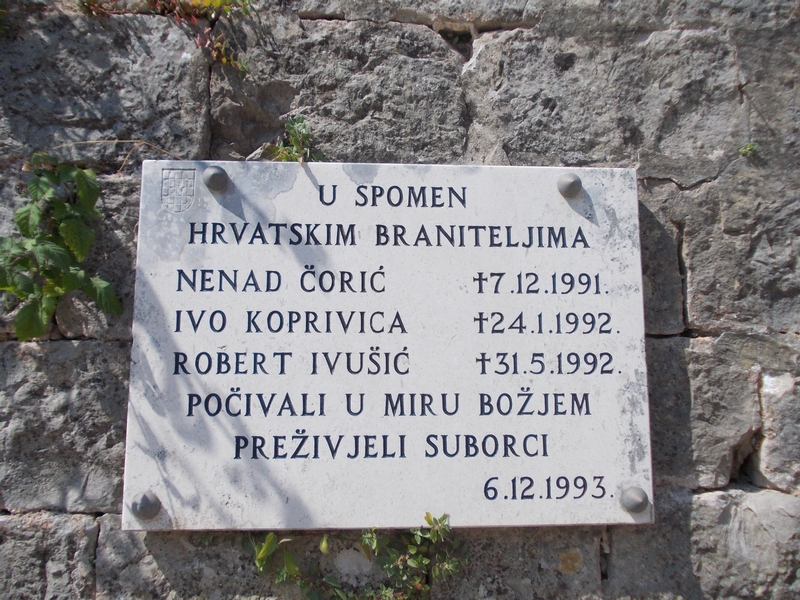 U SPOMEN
HRVATSKIM BRANITELJIMA
NENAD ČORIĆ †7.12.1991.
IVO KOPRIVICA †24.1.1992.
ROBERT IVUŠIĆ †31.5.1992.
POČIVALI U MIRU BOŽJEM
PREŽIVJELI SUBORCI
6.12.1993.